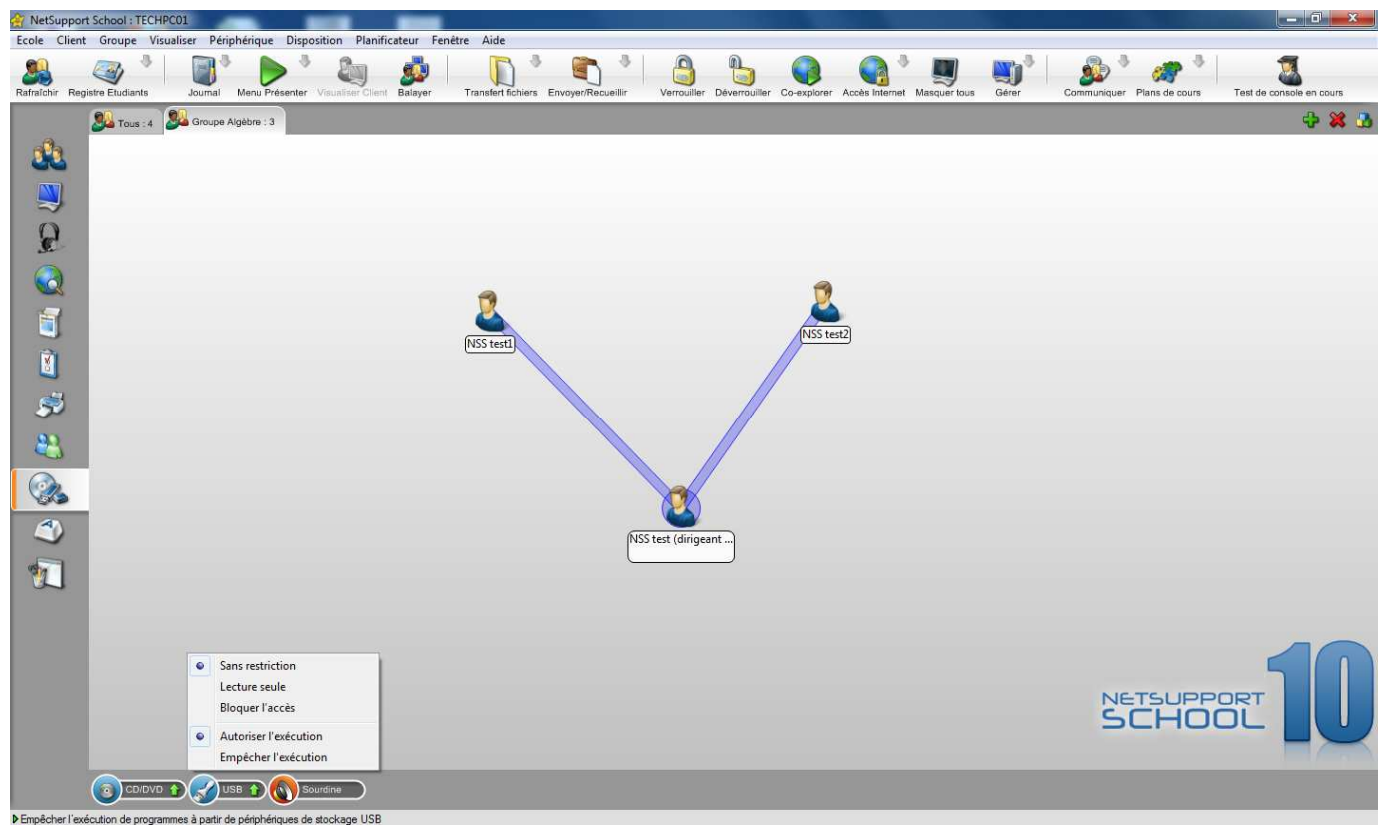 NetSupport School : TECHPC01
Ecole Client Groupe Visualiser Périphérique Disposition Planificateur Fenêtre Aide
Rafraîchir Registre Etudiants Journal Menu Présenter Visualiser Client Balayer Transfert fichiers Envoyer/Recueillir Verrouiller Déverrouiller Co-explorer Accès Internet Masquer tous Gérer Communiquer Plans de cours Test de console en cours
Tous : 4 Groupe Algèbre : 3
NSS test1
NSS test2
NSS test (dirigeant ...
Sans restriction
Lecture seule
Bloquer l'accès
Autoriser l'exécution
Empêcher l'exécution
NETSUPPORT
SCHOOL 10
CD/DVD USB Sourdine
Empêcher l'exécution de programmes à partir de périphériques de stockage USB